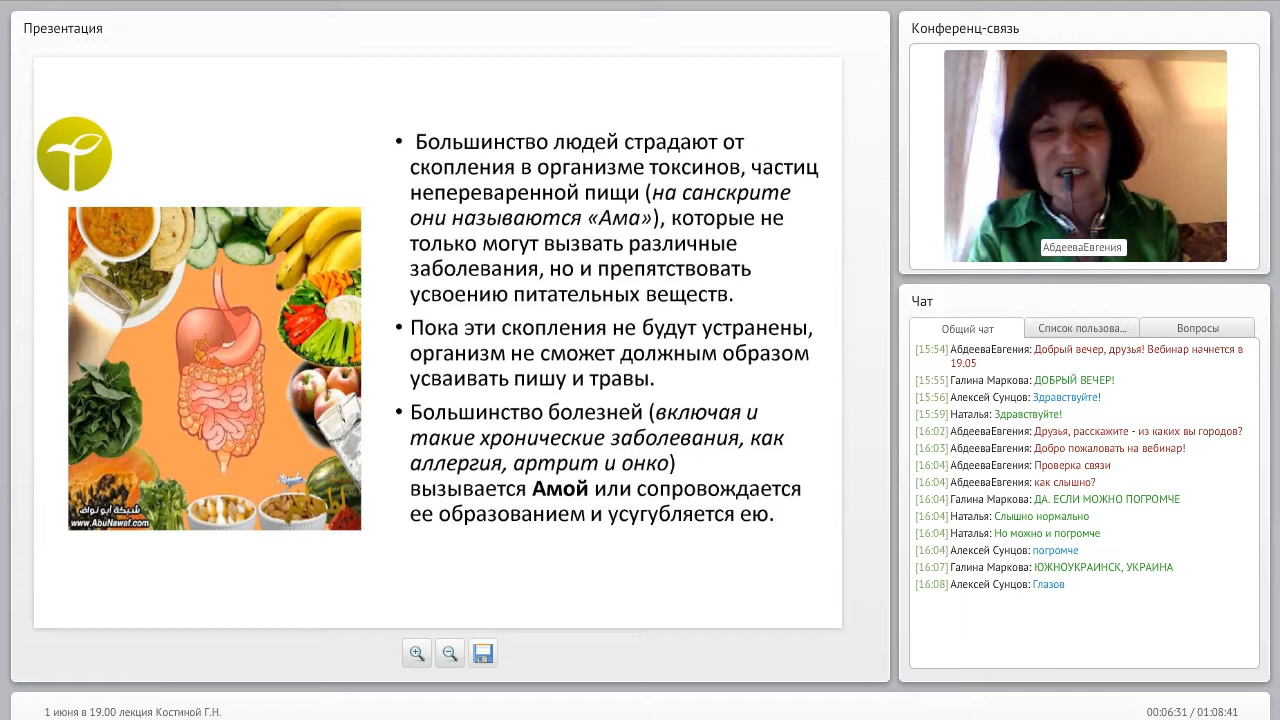 Презентация
• Большинство людей страдают от
скопления в организме токсинов, частиц
непереваренной пищи (на санскрите
они называются «Ама»), которые не
только могут вызвать различные
заболевания, но и препятствовать
усвоению питательных веществ.
• Пока эти скопления не будут устранены,
организм не сможет должным образом
усваивать пишу и травы.
• Большинство болезней (включая и
такие хронические заболевания, как
аллергия, артрит и онко)
вызывается Амой или сопровождается
ее образованием и усугубляется ею.
شبكة ابو نواف
www.AbuNawaf.com
Конференц-связь
АбдееваЕвгения
Чат
Общий чат
Список пользова...
Вопросы
[15:54] АбдееваЕвгения: Добрый вечер, друзья! Вебинар начнется в
19.05
[15:55] Галина Маркова: ДОБРЫЙ ВЕЧЕР!
[15:56] Алексей Сунцов: Здравствуйте!
[15:59] Наталья: Здравствуйте!
[16:02] АбдееваЕвгения: Друзья, расскажите - из каких вы городов?
[16:03] АбдееваЕвгения: Добро пожаловать на вебинар!
[16:04] АбдееваЕвгения: Проверка связи
[16:04] АбдееваЕвгения: как слышно?
[16:04] Галина Маркова: ДА. ЕСЛИ МОЖНО ПОГРОМЧЕ
[16:04] Наталья: Слышно нормально
[16:04] Наталья: Но можно и погромче
[16:04] Алексей Сунцов: погромче
[16:07] Галина Маркова: ЮЖНОУКРАИНСК, УКРАИНА
[16:08] Алексей Сунцов: Глазов
1 июня в 19.00 лекция Костиной Г.Н.
00:06:31 / 01:08:41